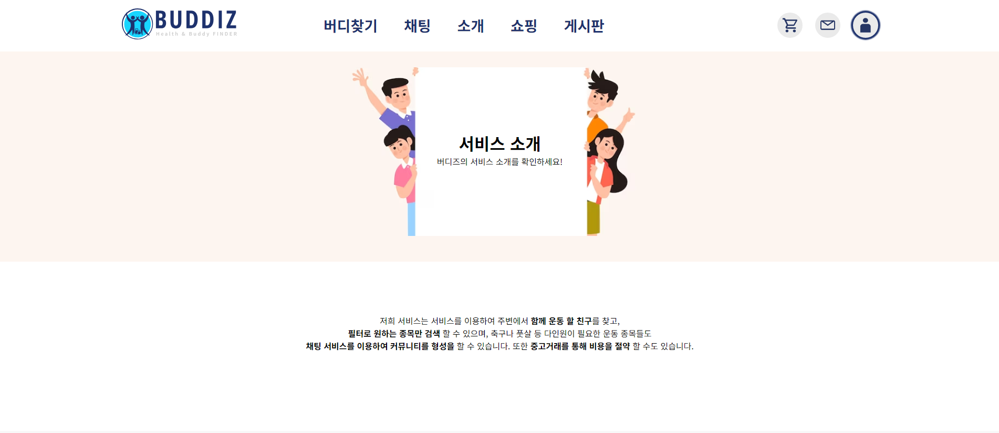 BUDDIZ
Health & Buddy FINDER
버디찾기 채팅 소개 쇼핑 게시판
서비스 소개
버디즈의 서비스 소개를 확인하세요!
저희 서비스는 서비스를 이용하여 주변에서 함께 운동 할 친구를 찾고,
필터로 원하는 종목만 검색 할 수 있으며, 축구나 풋살 등 다인원이 필요한 운동 종목들도
채팅 서비스를 이용하여 커뮤니티를 형성을 할 수 있습니다. 또한 중고거래를 통해 비용을 절약 할 수도 있습니다.